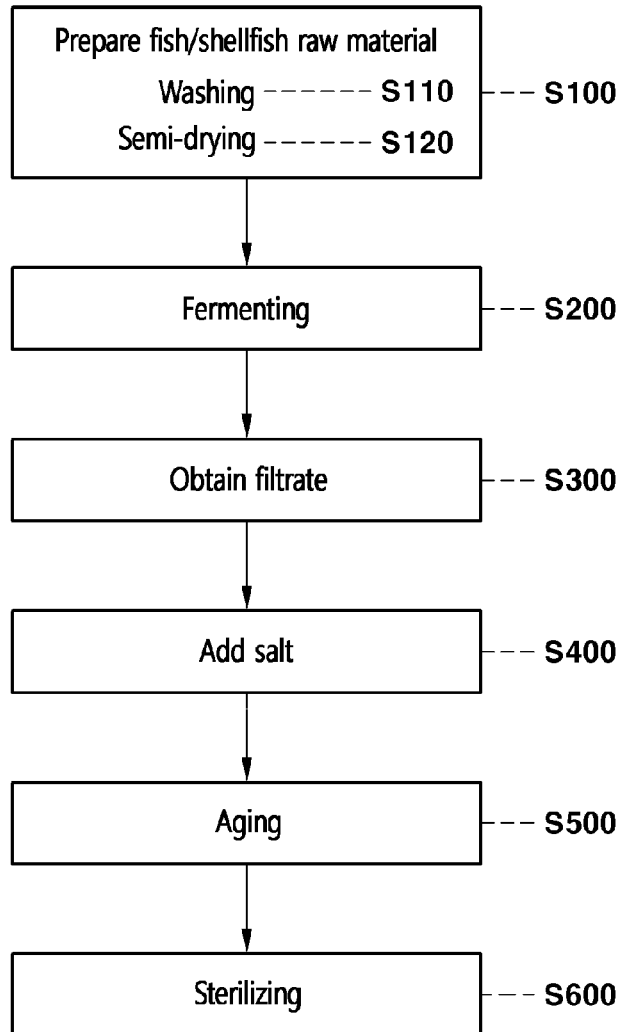 Prepare fish/shellfish raw material
Washing S110 S100
Semi-drying S120
Fermenting S200
Obtain filtrate S300
Add salt S400
Aging S500
Sterilizing S600